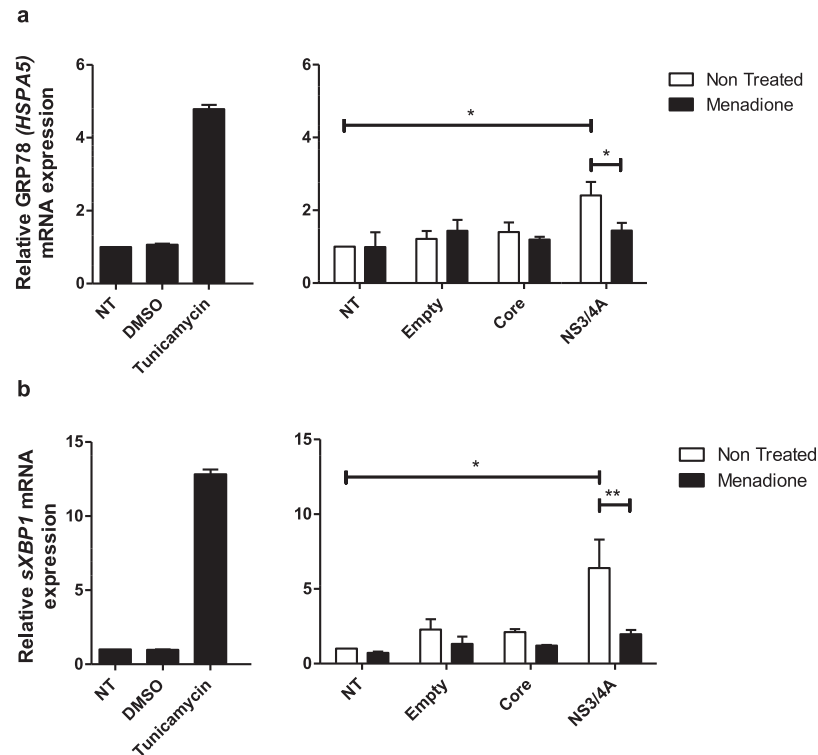 a
Relative GRP78 (HSPA5)
mRNA expression
6
4
2
0
NT
DMSO
Tunicamycin
6
4
2
0
*
*
NT
Empty
Core
NS3/4A
Non Treated
Menadione
b
Relative sXBP1 mRNA
expression
15
10
5
0
NT
DMSO
Tunicamycin
15
10
5
0
*
**
NT
Empty
Core
NS3/4A
Non Treated
Menadione